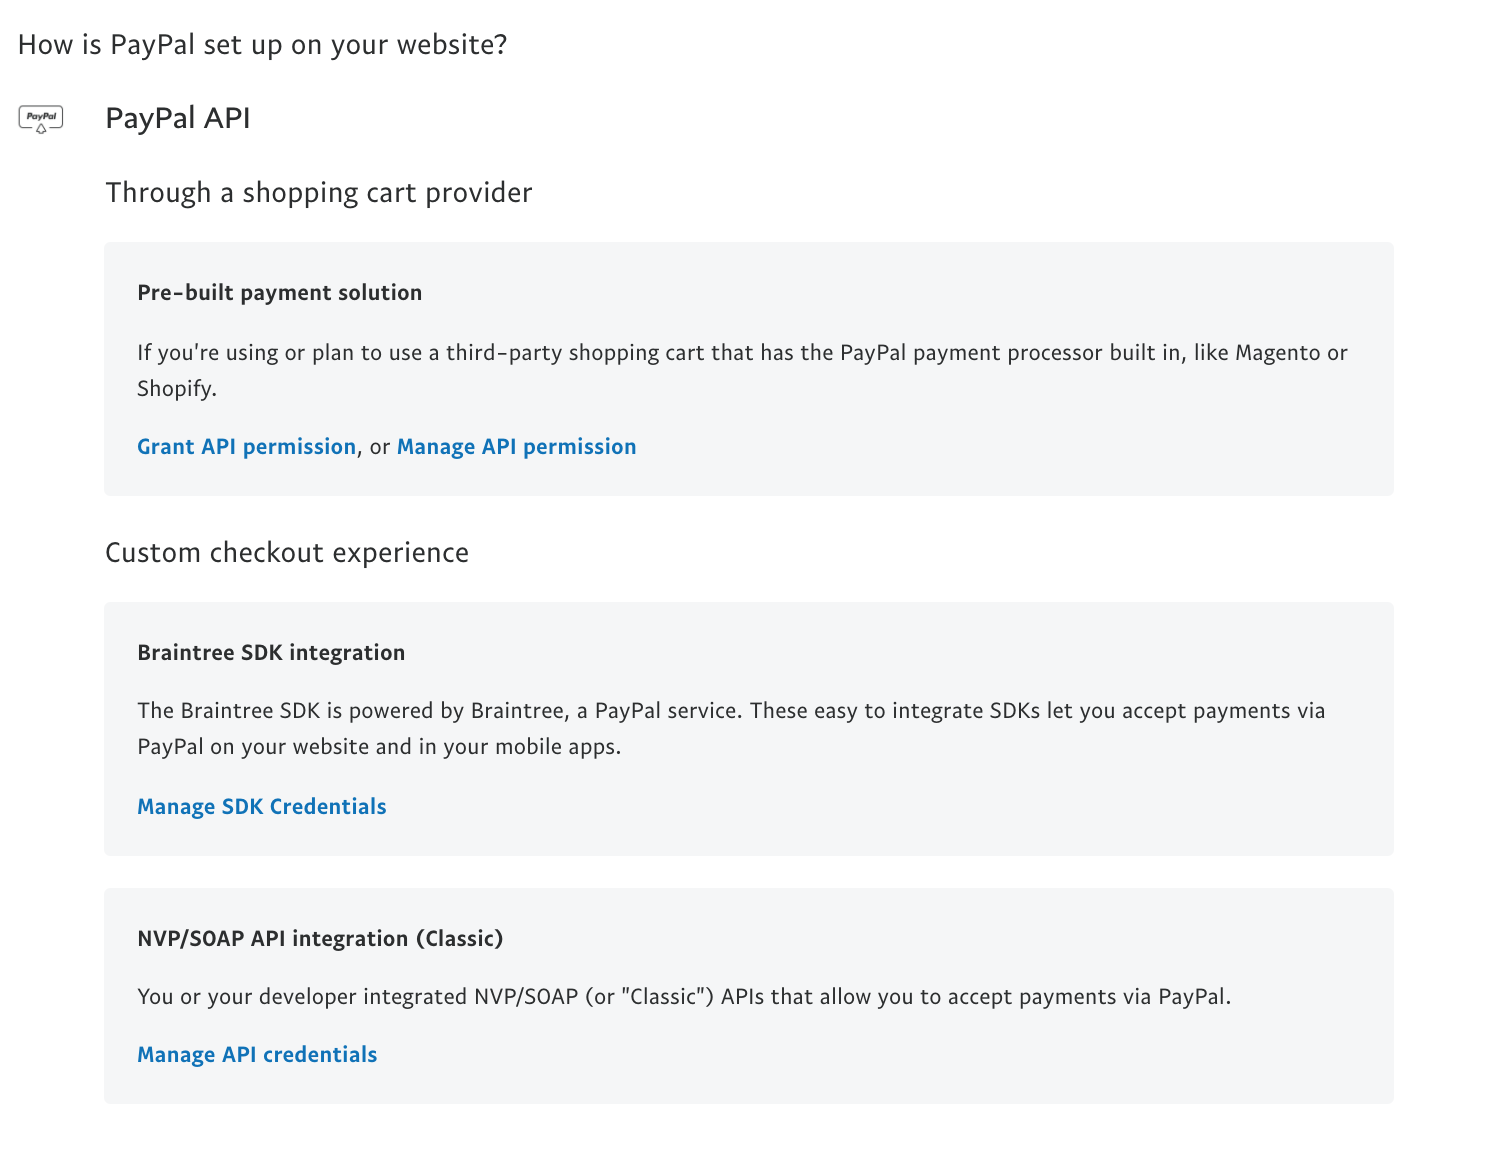 How is PayPal set up on your website?
PayPal
PayPal API
Through a shopping cart provider
Pre-built payment solution
If you're using or plan to use a third-party shopping cart that has the PayPal payment processor built in, like Magento or
Shopify.
Grant API permission, or Manage API permission
Custom checkout experience
Braintree SDK integration
The Braintree SDK is powered by Braintree, a PayPal service. These easy to integrate SDKs let you accept payments via
PayPal on your website and in your mobile apps.
Manage SDK Credentials
NVP/SOAP API integration (Classic)
You or your developer integrated NVP/SOAP (or "Classic") APIs that allow you to accept payments via PayPal.
Manage API credentials